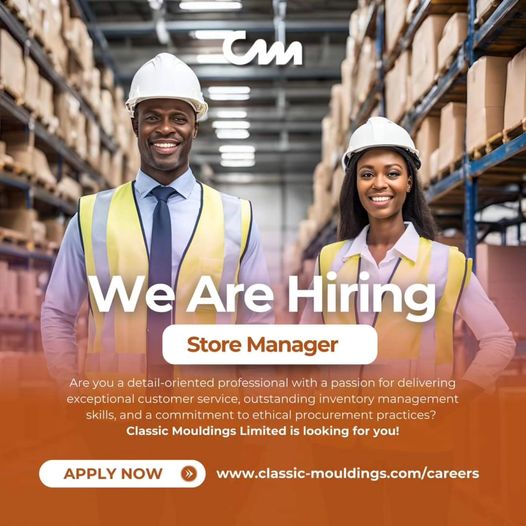 CMM
We Are Hiring
Store Manager
Are you a detail-oriented professional with a passion for delivering
exceptional customer service, outstanding inventory management
skills, and a commitment to ethical procurement practices?
Classic Mouldings Limited is looking for you!
APPLY NOW
www.classic-mouldings.com/careers